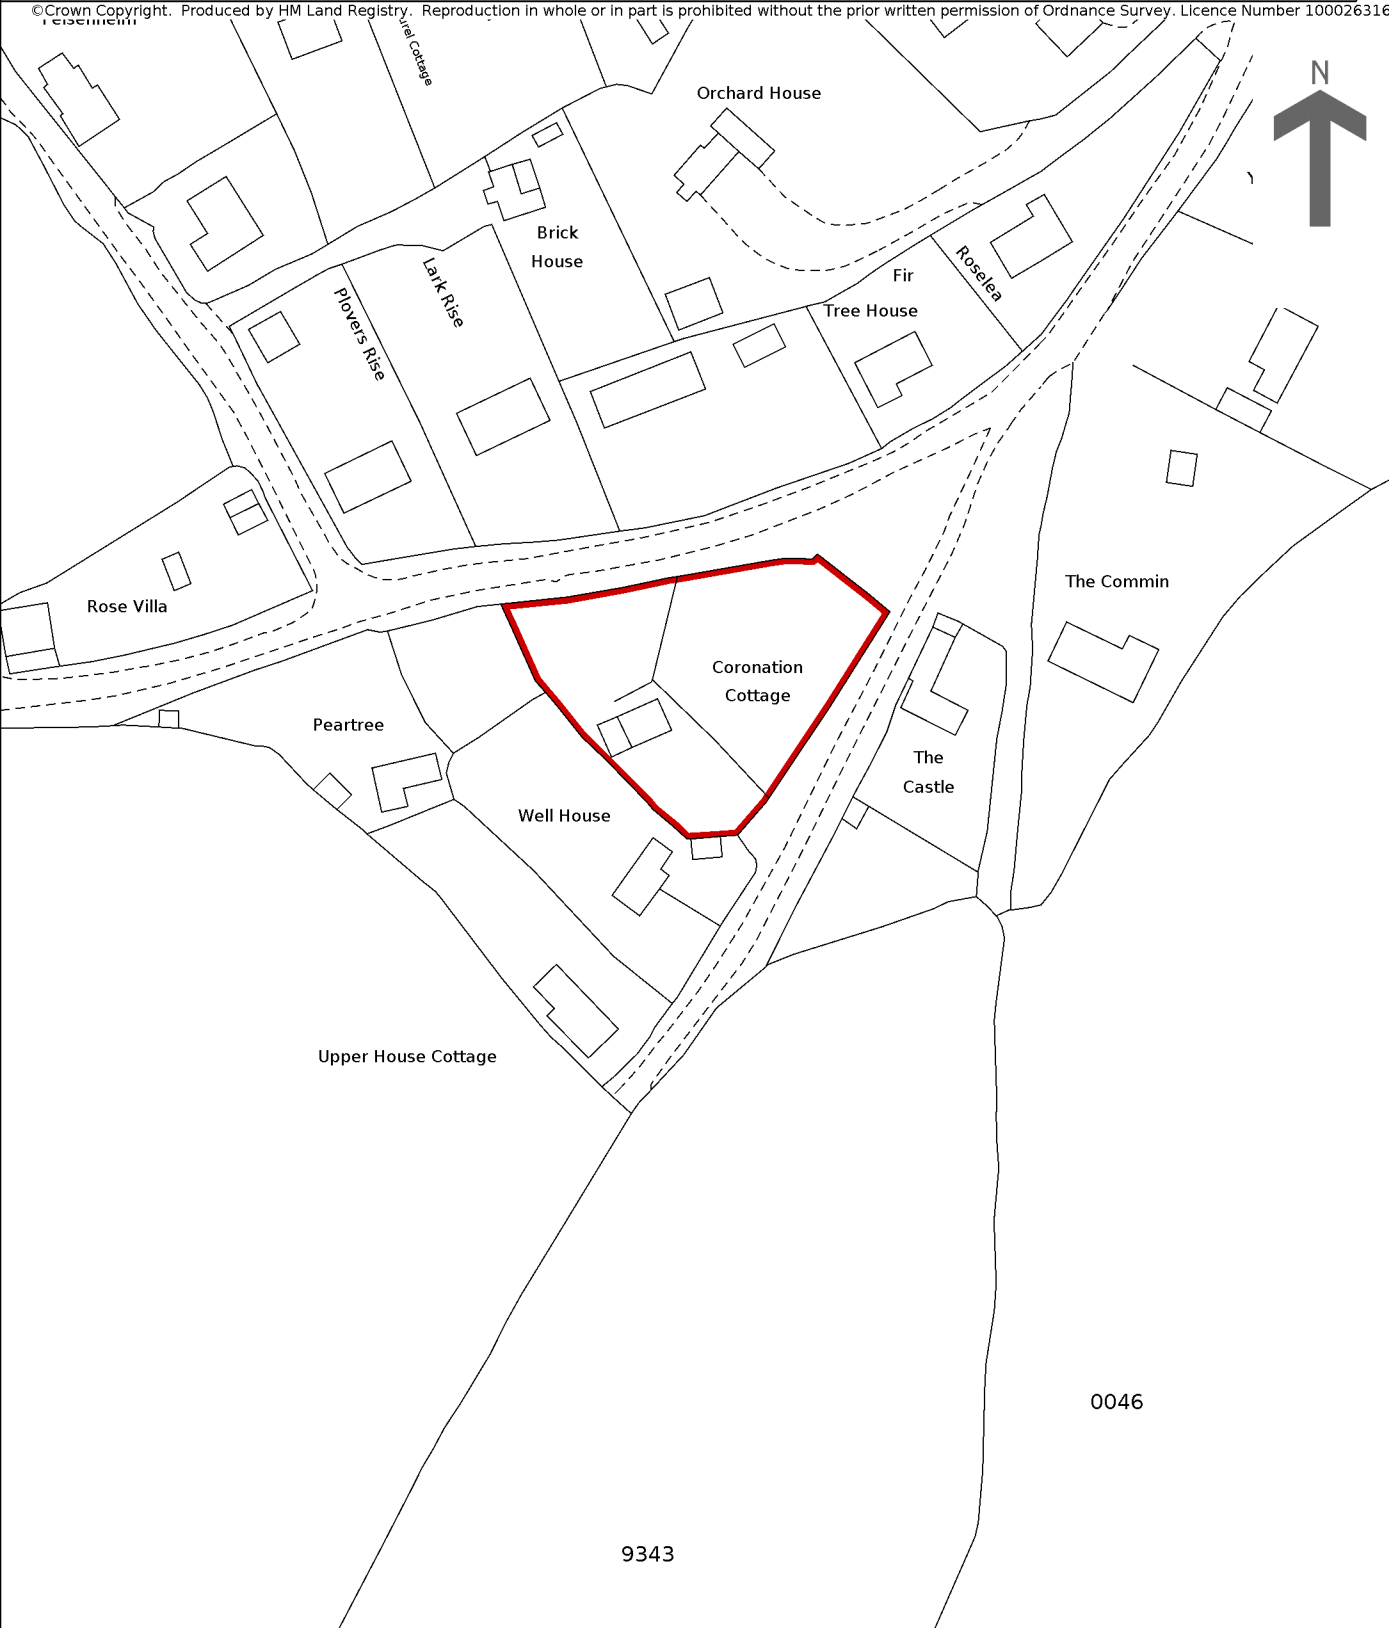 ©Crown Copyright. Produced by HM Land Registry. Reproduction in whole or in part is prohibited without the prior written permission of Ordnance Survey. Licence Number 100026316
Cottage
N
Orchard House
Brick
House
Lark Rise
Plovers Rise
Roselea
Fir
Tree House
The Commin
Rose Villa
Coronation
Cottage
Peartree
The
Castle
Well House
Upper House Cottage
0046
9343